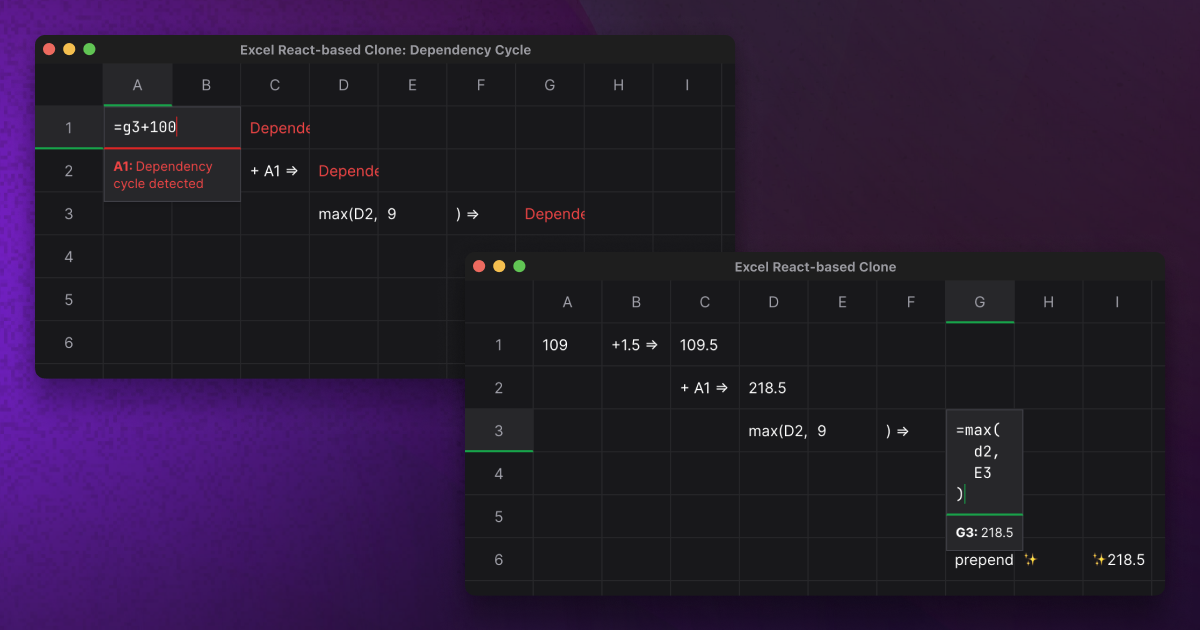 Excel React-based Clone: Dependency Cycle
A B C D E F G H I
1 =g3+100 Depende
A1: Dependency
cycle detected
2 + A1 ⇒ Depende
3 max(D2, 9 ) ⇒ Depende
4
5
6
Excel React-based Clone
A B C D E F G H I
1 109 +1.5 ⇒ 109.5
2 + A1 ⇒ 218.5
3 max(D2, 9 ) ⇒ =max(
d2,
4 E3
)
5 G3: 218.5
6 prepend ✨ ✨218.5